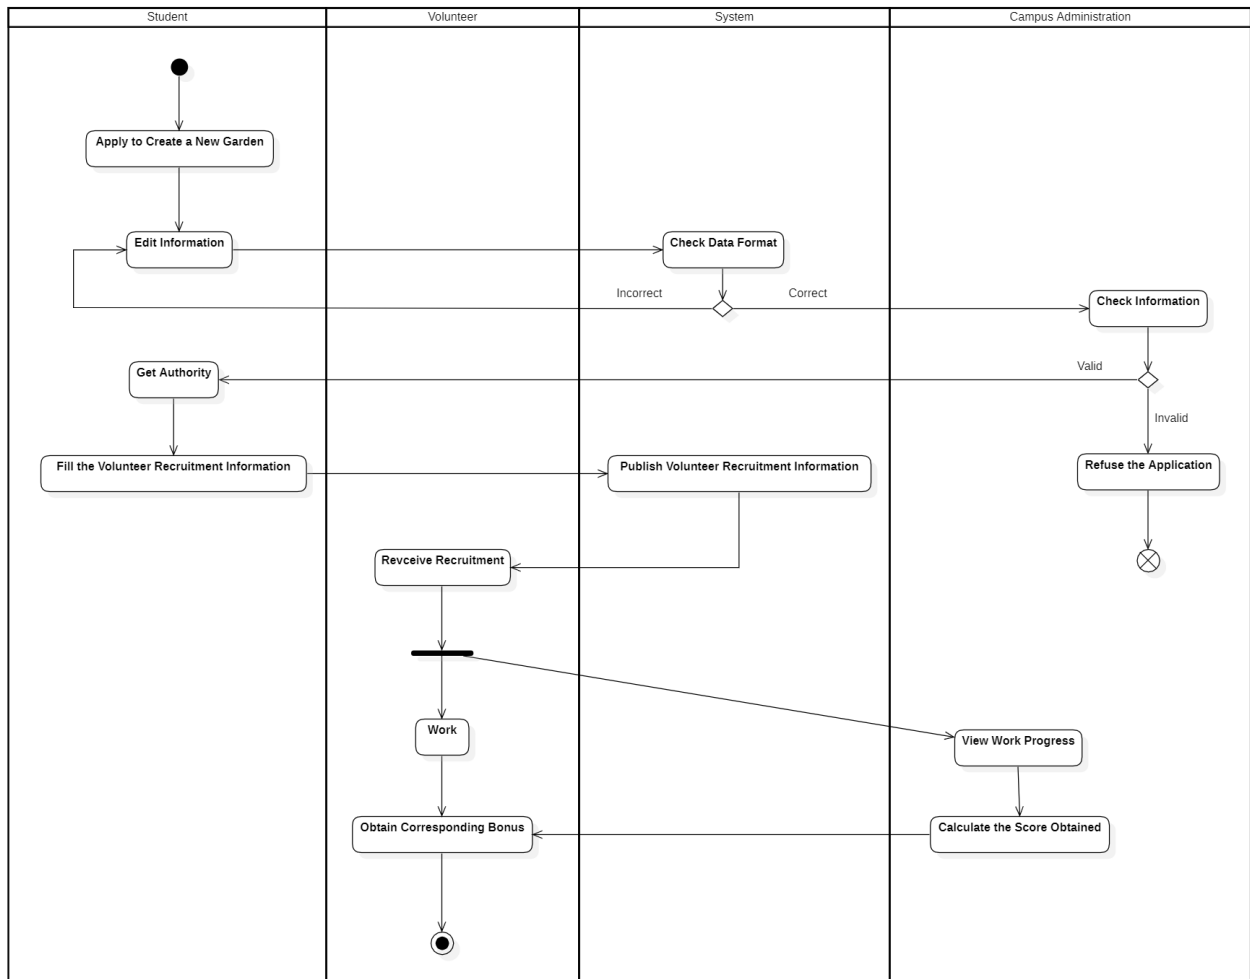 Student
Volunteer
System
Campus Administration
Apply to Create a New Garden
Edit Information
Check Data Format
Incorrect
Correct
Check Information
Get Authority
Valid
Invalid
Fill the Volunteer Recruitment Information
Publish Volunteer Recruitment Information
Refuse the Application
Revceive Recruitment
Work
View Work Progress
Obtain Corresponding Bonus
Calculate the Score Obtained